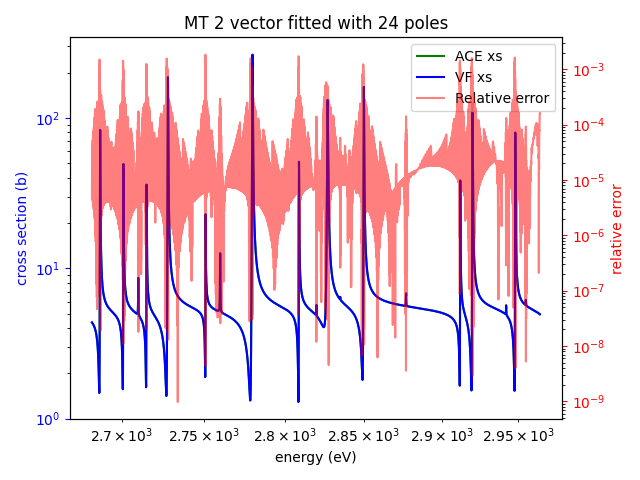 MT 2 vector fitted with 24 poles
ACE xs
VF xs
Relative error
cross section (b)
10²
10¹
10⁰
10⁻³
10⁻⁴
10⁻⁵
10⁻⁶
10⁻⁷
10⁻⁸
10⁻⁹
relative error
2.7 × 10³ 2.75 × 10³ 2.8 × 10³ 2.85 × 10³ 2.9 × 10³ 2.95 × 10³
energy (eV)